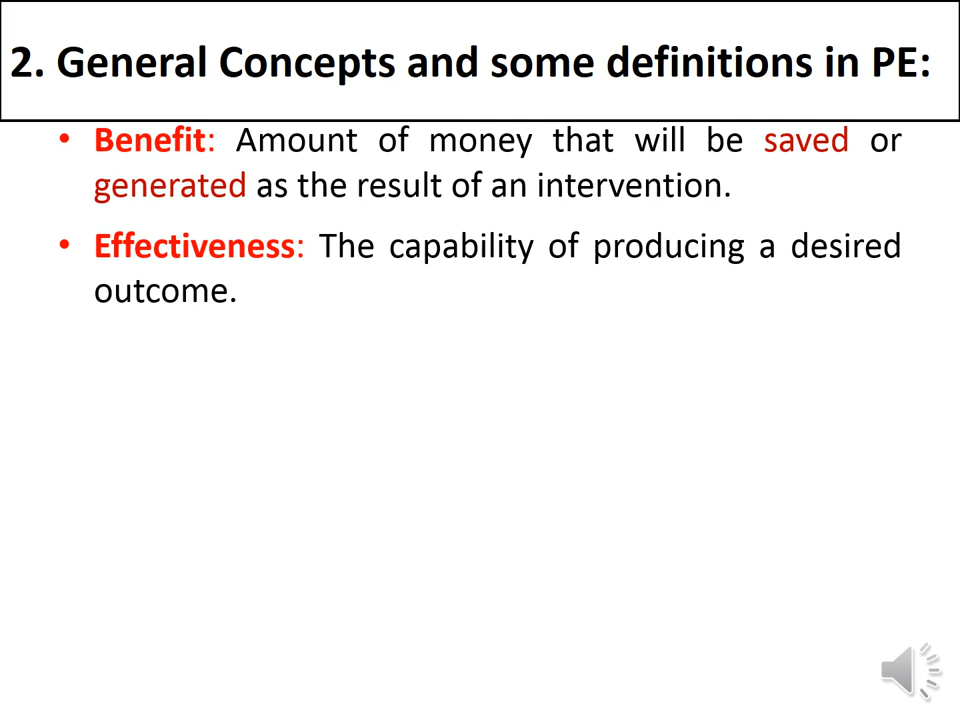 2. General Concepts and some definitions in PE:
• Benefit: Amount of money that will be saved or
generated as the result of an intervention.
• Effectiveness: The capability of producing a desired
outcome.